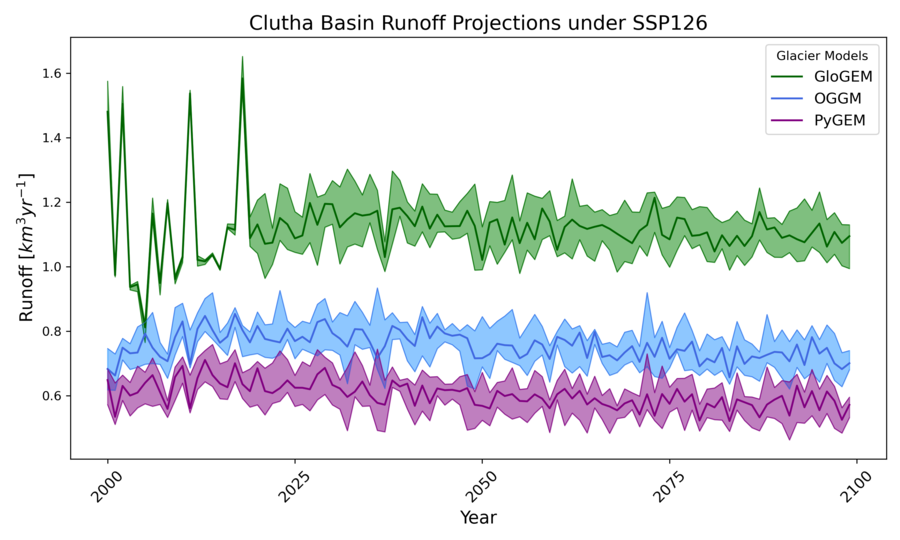 Clutha Basin Runoff Projections under SSP126
Glacier Models
GloGEM
OGGM
PyGEM
Runoff [km³yr⁻¹]
1.6
1.4
1.2
1.0
0.8
0.6
2000
2025
2050
2075
2100
Year